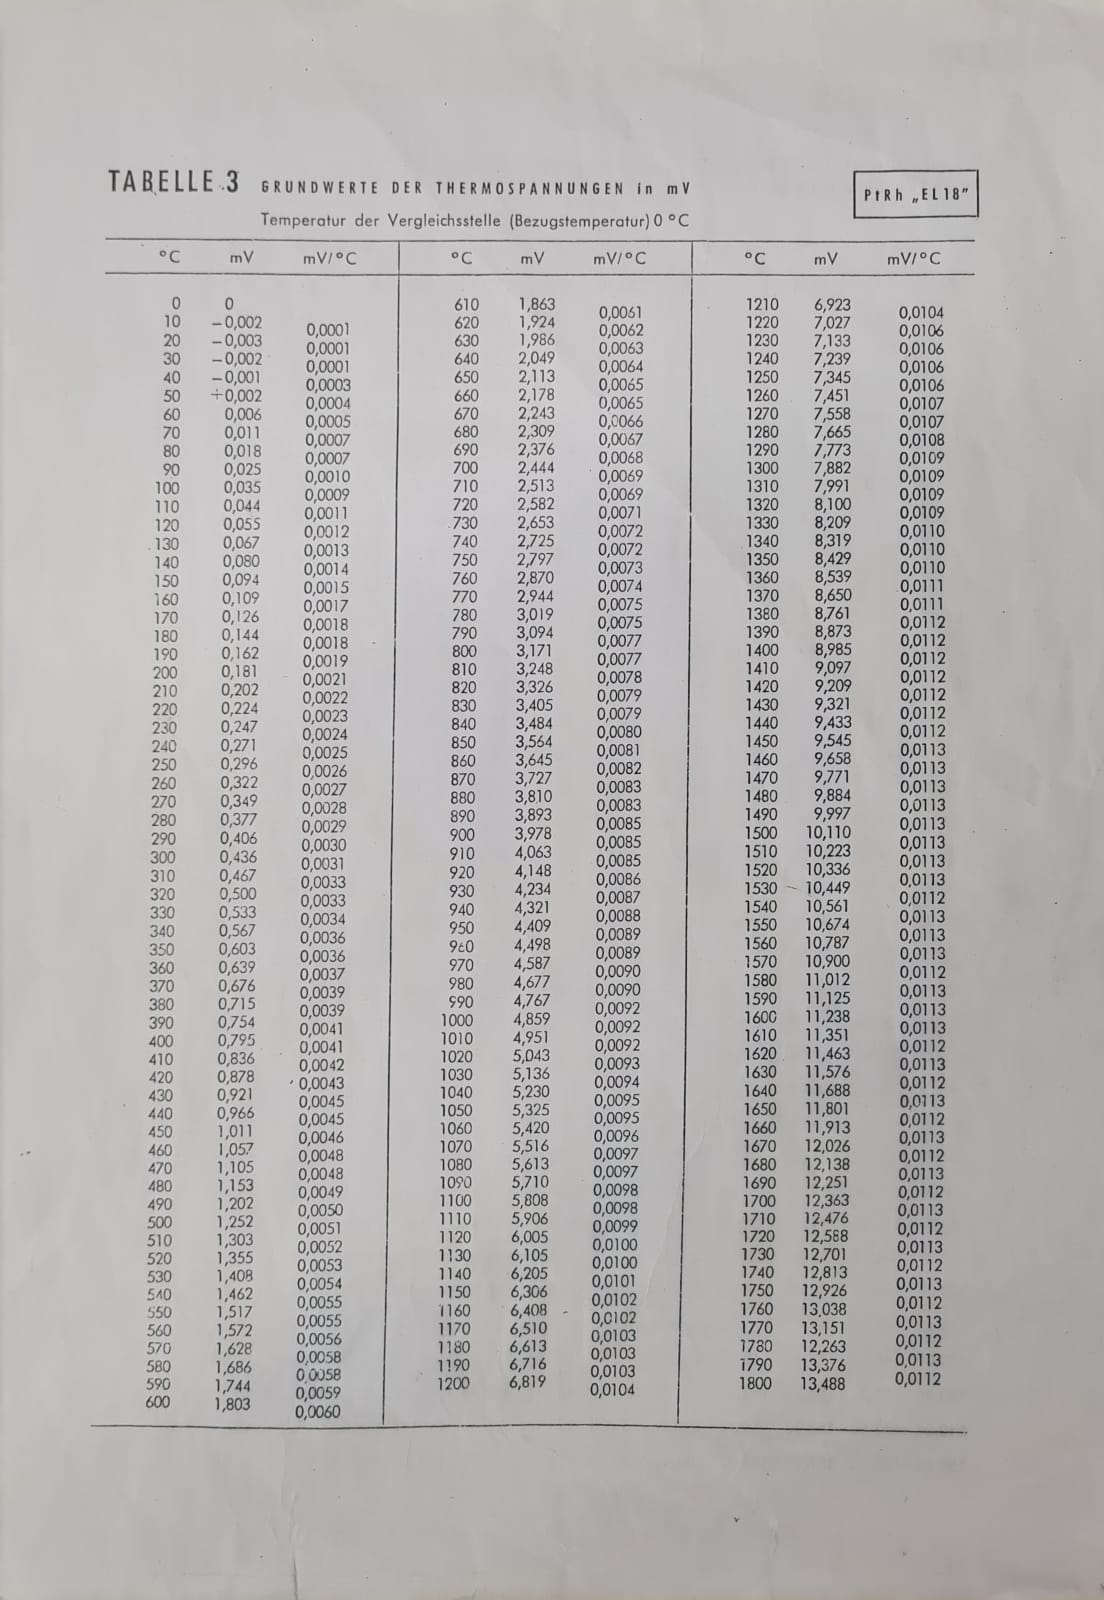 TABELLE 3 GRUNDWERTE DER THERMOSPANNUNGEN in mV
PtRh „EL 18"
Temperatur der Vergleichsstelle (Bezugstemperatur) 0 °C
°C mV mV/°C
0 0
10 −0,002 0,0001
20 −0,003 0,0001
30 −0,002 0,0001
40 −0,001 0,0003
50 +0,002 0,0004
60 0,006 0,0005
70 0,011 0,0007
80 0,018 0,0007
90 0,025 0,0010
100 0,035 0,0009
110 0,044 0,0011
120 0,055 0,0012
130 0,067 0,0013
140 0,080 0,0014
150 0,094 0,0015
160 0,109 0,0017
170 0,126 0,0018
180 0,144 0,0018
190 0,162 0,0019
200 0,181 0,0021
210 0,202 0,0022
220 0,224 0,0023
230 0,247 0,0024
240 0,271 0,0025
250 0,296 0,0026
260 0,322 0,0027
270 0,349 0,0028
280 0,377 0,0029
290 0,406 0,0030
300 0,436 0,0031
310 0,467 0,0033
320 0,500 0,0033
330 0,533 0,0034
340 0,567 0,0036
350 0,603 0,0036
360 0,639 0,0037
370 0,676 0,0039
380 0,715 0,0039
390 0,754 0,0041
400 0,795 0,0041
410 0,836 0,0042
420 0,878 0,0043
430 0,921 0,0045
440 0,966 0,0045
450 1,011 0,0046
460 1,057 0,0048
470 1,105 0,0048
480 1,153 0,0049
490 1,202 0,0050
500 1,252 0,0051
510 1,303 0,0052
520 1,355 0,0053
530 1,408 0,0054
540 1,462 0,0055
550 1,517 0,0055
560 1,572 0,0056
570 1,628 0,0058
580 1,686 0,0058
590 1,744 0,0059
600 1,803 0,0060
°C mV mV/°C
610 1,863 0,0061
620 1,924 0,0062
630 1,986 0,0063
640 2,049 0,0064
650 2,113 0,0065
660 2,178 0,0065
670 2,243 0,0066
680 2,309 0,0067
690 2,376 0,0068
700 2,444 0,0069
710 2,513 0,0069
720 2,582 0,0071
730 2,653 0,0072
740 2,725 0,0072
750 2,797 0,0073
760 2,870 0,0074
770 2,944 0,0075
780 3,019 0,0075
790 3,094 0,0077
800 3,171 0,0077
810 3,248 0,0078
820 3,326 0,0079
830 3,405 0,0079
840 3,484 0,0080
850 3,564 0,0081
860 3,645 0,0082
870 3,727 0,0083
880 3,810 0,0083
890 3,893 0,0085
900 3,978 0,0085
910 4,063 0,0085
920 4,148 0,0086
930 4,234 0,0087
940 4,321 0,0088
950 4,409 0,0089
960 4,498 0,0089
970 4,587 0,0090
980 4,677 0,0090
990 4,767 0,0092
1000 4,859 0,0092
1010 4,951 0,0092
1020 5,043 0,0093
1030 5,136 0,0094
1040 5,230 0,0095
1050 5,325 0,0095
1060 5,420 0,0096
1070 5,516 0,0097
1080 5,613 0,0097
1090 5,710 0,0098
1100 5,808 0,0098
1110 5,906 0,0099
1120 6,005 0,0100
1130 6,105 0,0100
1140 6,205 0,0101
1150 6,306 0,0102
1160 6,408 0,0102
1170 6,510 0,0103
1180 6,613 0,0103
1190 6,716 0,0103
1200 6,819 0,0104
°C mV mV/°C
1210 6,923 0,0104
1220 7,027 0,0106
1230 7,133 0,0106
1240 7,239 0,0106
1250 7,345 0,0106
1260 7,451 0,0107
1270 7,558 0,0107
1280 7,665 0,0108
1290 7,773 0,0109
1300 7,882 0,0109
1310 7,991 0,0109
1320 8,100 0,0109
1330 8,209 0,0110
1340 8,319 0,0110
1350 8,429 0,0110
1360 8,539 0,0111
1370 8,650 0,0111
1380 8,761 0,0112
1390 8,873 0,0112
1400 8,985 0,0112
1410 9,097 0,0112
1420 9,209 0,0112
1430 9,321 0,0112
1440 9,433 0,0112
1450 9,545 0,0113
1460 9,658 0,0113
1470 9,771 0,0113
1480 9,884 0,0113
1490 9,997 0,0113
1500 10,110 0,0113
1510 10,223 0,0113
1520 10,336 0,0113
1530 10,449 0,0112
1540 10,561 0,0113
1550 10,674 0,0113
1560 10,787 0,0113
1570 10,900 0,0112
1580 11,012 0,0113
1590 11,125 0,0113
1600 11,238 0,0113
1610 11,351 0,0112
1620 11,463 0,0113
1630 11,576 0,0112
1640 11,688 0,0113
1650 11,801 0,0112
1660 11,913 0,0113
1670 12,026 0,0112
1680 12,138 0,0113
1690 12,251 0,0112
1700 12,363 0,0113
1710 12,476 0,0112
1720 12,588 0,0113
1730 12,701 0,0112
1740 12,813 0,0113
1750 12,926 0,0112
1760 13,038 0,0113
1770 13,151 0,0112
1780 12,263 0,0113
1790 13,376 0,0112
1800 13,488